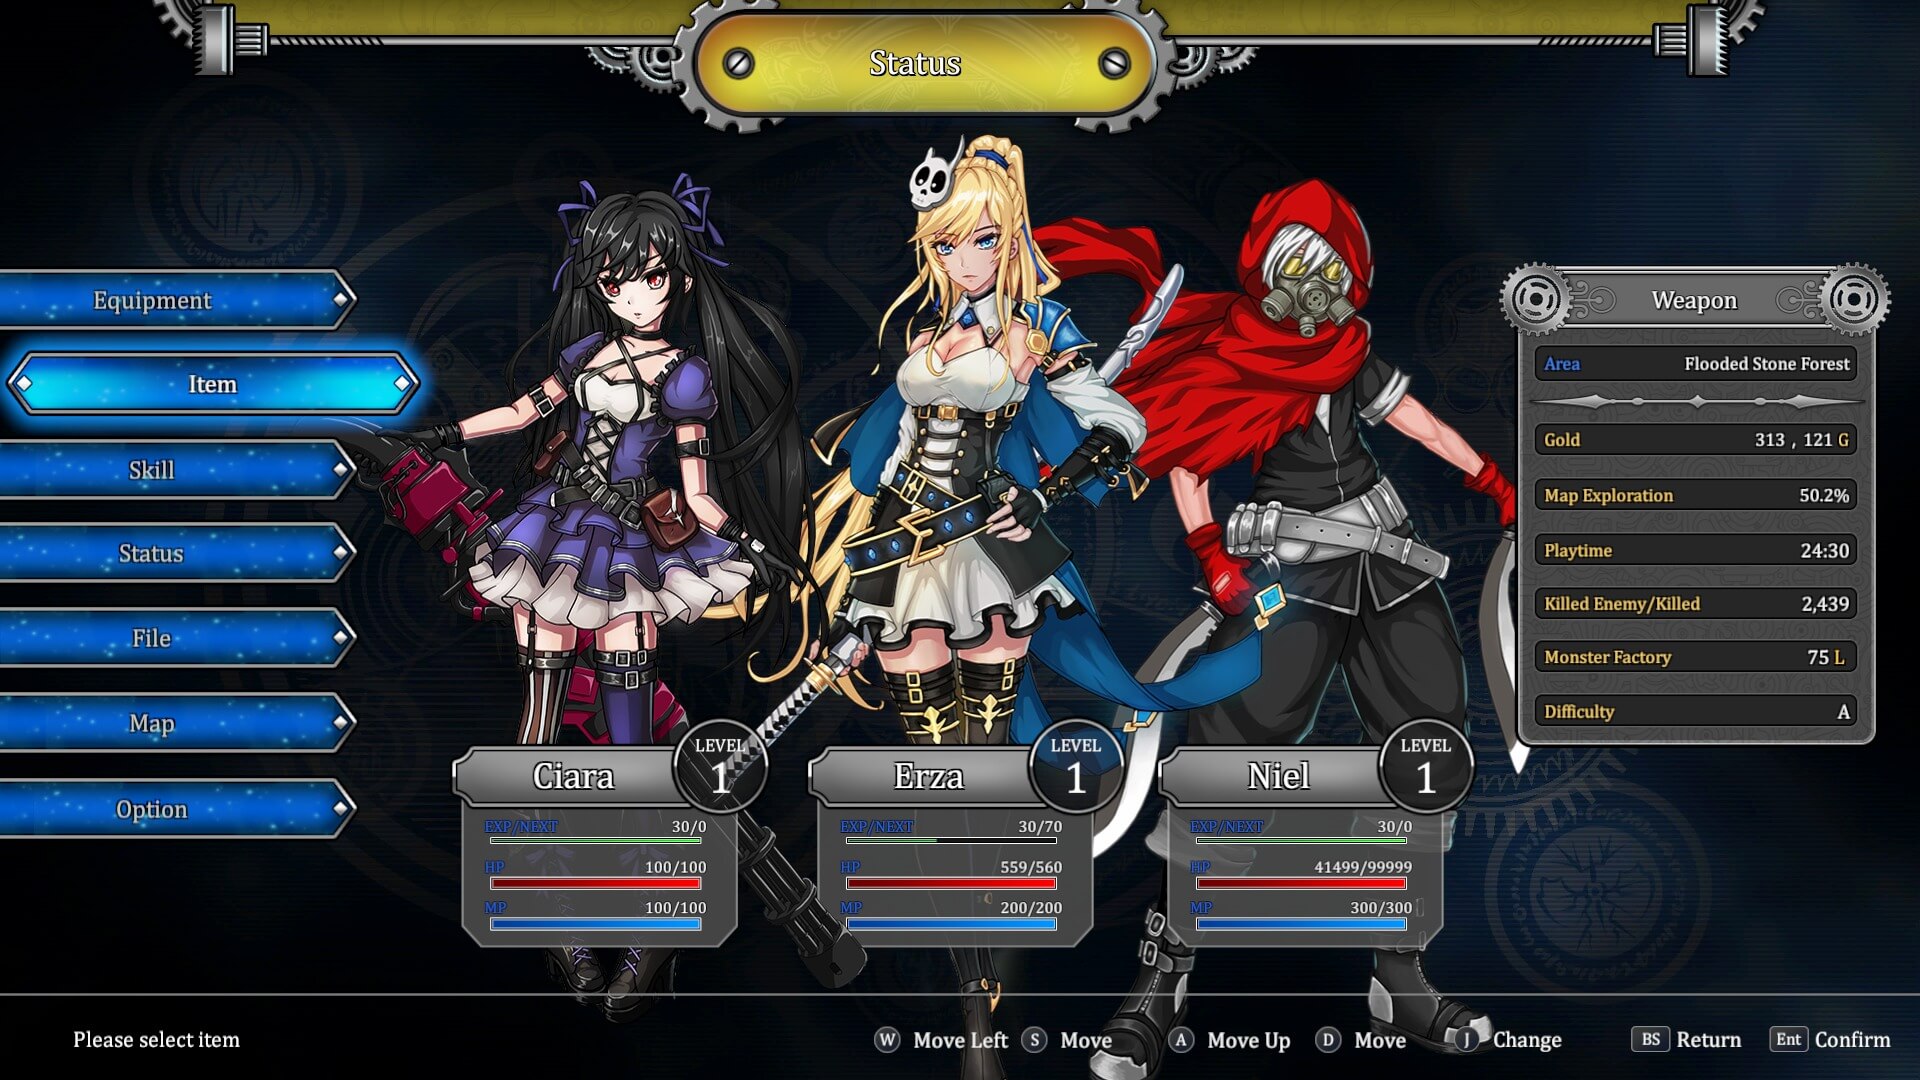 Status
Equipment
Item
Skill
Status
File
Map
Option
Weapon
Area Flooded Stone Forest
Gold 313 , 121 G
Map Exploration 50.2%
Playtime 24:30
Killed Enemy/Killed 2,439
Monster Factory 75 L
Difficulty A
Ciara
LEVEL
1
EXP/NEXT 30/0
HP 100/100
MP 100/100
Erza
LEVEL
1
EXP/NEXT 30/70
HP 559/560
MP 200/200
Niel
LEVEL
1
EXP/NEXT 30/0
HP 41499/99999
MP 300/300
Please select item
W Move Left S Move A Move Up D Move J Change BS Return Ent Confirm